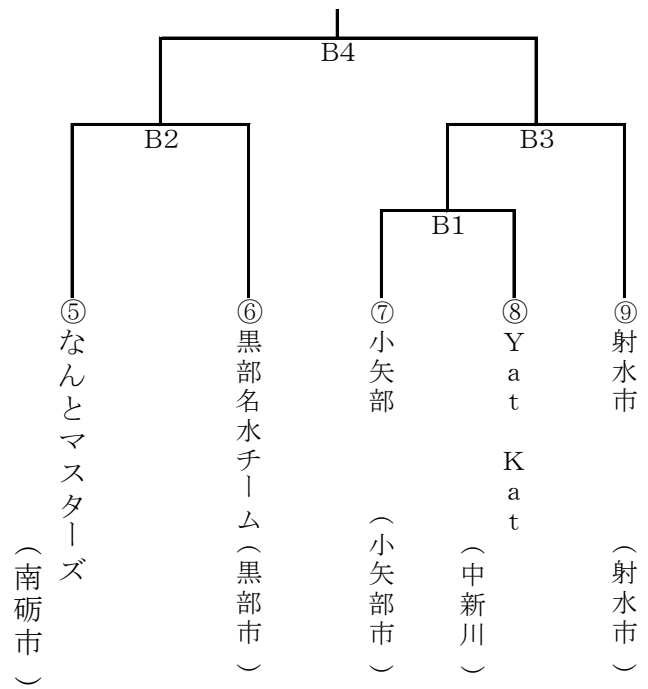 B4
B2
B3
B1
⑤なんとマスターズ
(南砺市)
⑥黒部名水チーム(黒部市)
⑦小矢部 (小矢部市)
⑧Yat Kat
(中新川)
⑨射水市 (射水市)